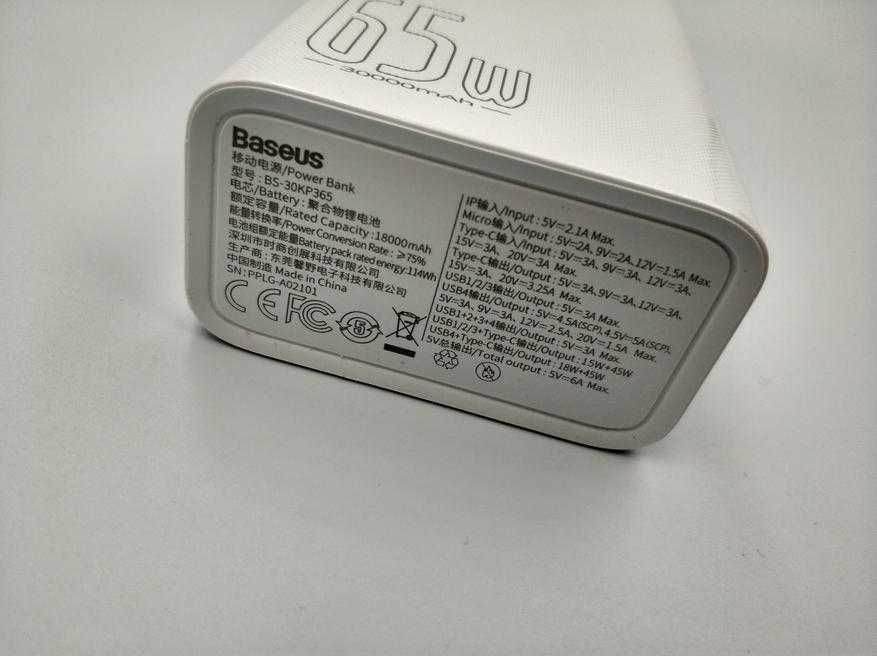 65W
30000mAh
Baseus
移动电源/Power Bank
型号:BS-30KP365
电芯/Battery:聚合物锂电池
额定容量/Rated Capacity:18000mAh
能量转换率/Power Conversion Rate:≥75%
电池组额定能量Battery pack rated energy:114Wh
深圳市时商创展科技有限公司
生产商:东莞馨野电子科技有限公司
中国制造 Made in China
SN:PPLG-A02101
CE FC
5
IP输入/Input:5V⎓2.1A Max.
Micro输入/Input:5V⎓2A、9V⎓2A、12V⎓1.5A Max.
Type-C输入/Input:5V⎓3A、9V⎓3A、12V⎓3A、
15V⎓3A、20V⎓3A Max.
Type-C输出/Output:5V⎓3A、9V⎓3A、12V⎓3A、
15V⎓3A、20V⎓3.25A Max.
USB1/2/3输出/Output:5V⎓3A Max.
USB4输出/Output:5V⎓4.5A(SCP)、4.5V⎓5A(SCP)、
5V⎓3A、9V⎓3A、12V⎓2.5A、20V⎓1.5A Max.
USB1+2+3+4输出/Output:5V⎓3A Max.
USB1/2/3+Type-C输出/Output:15W+45W
USB4+Type-C输出/Output:18W+45W
5V总输出/Total output:5V⎓6A Max.